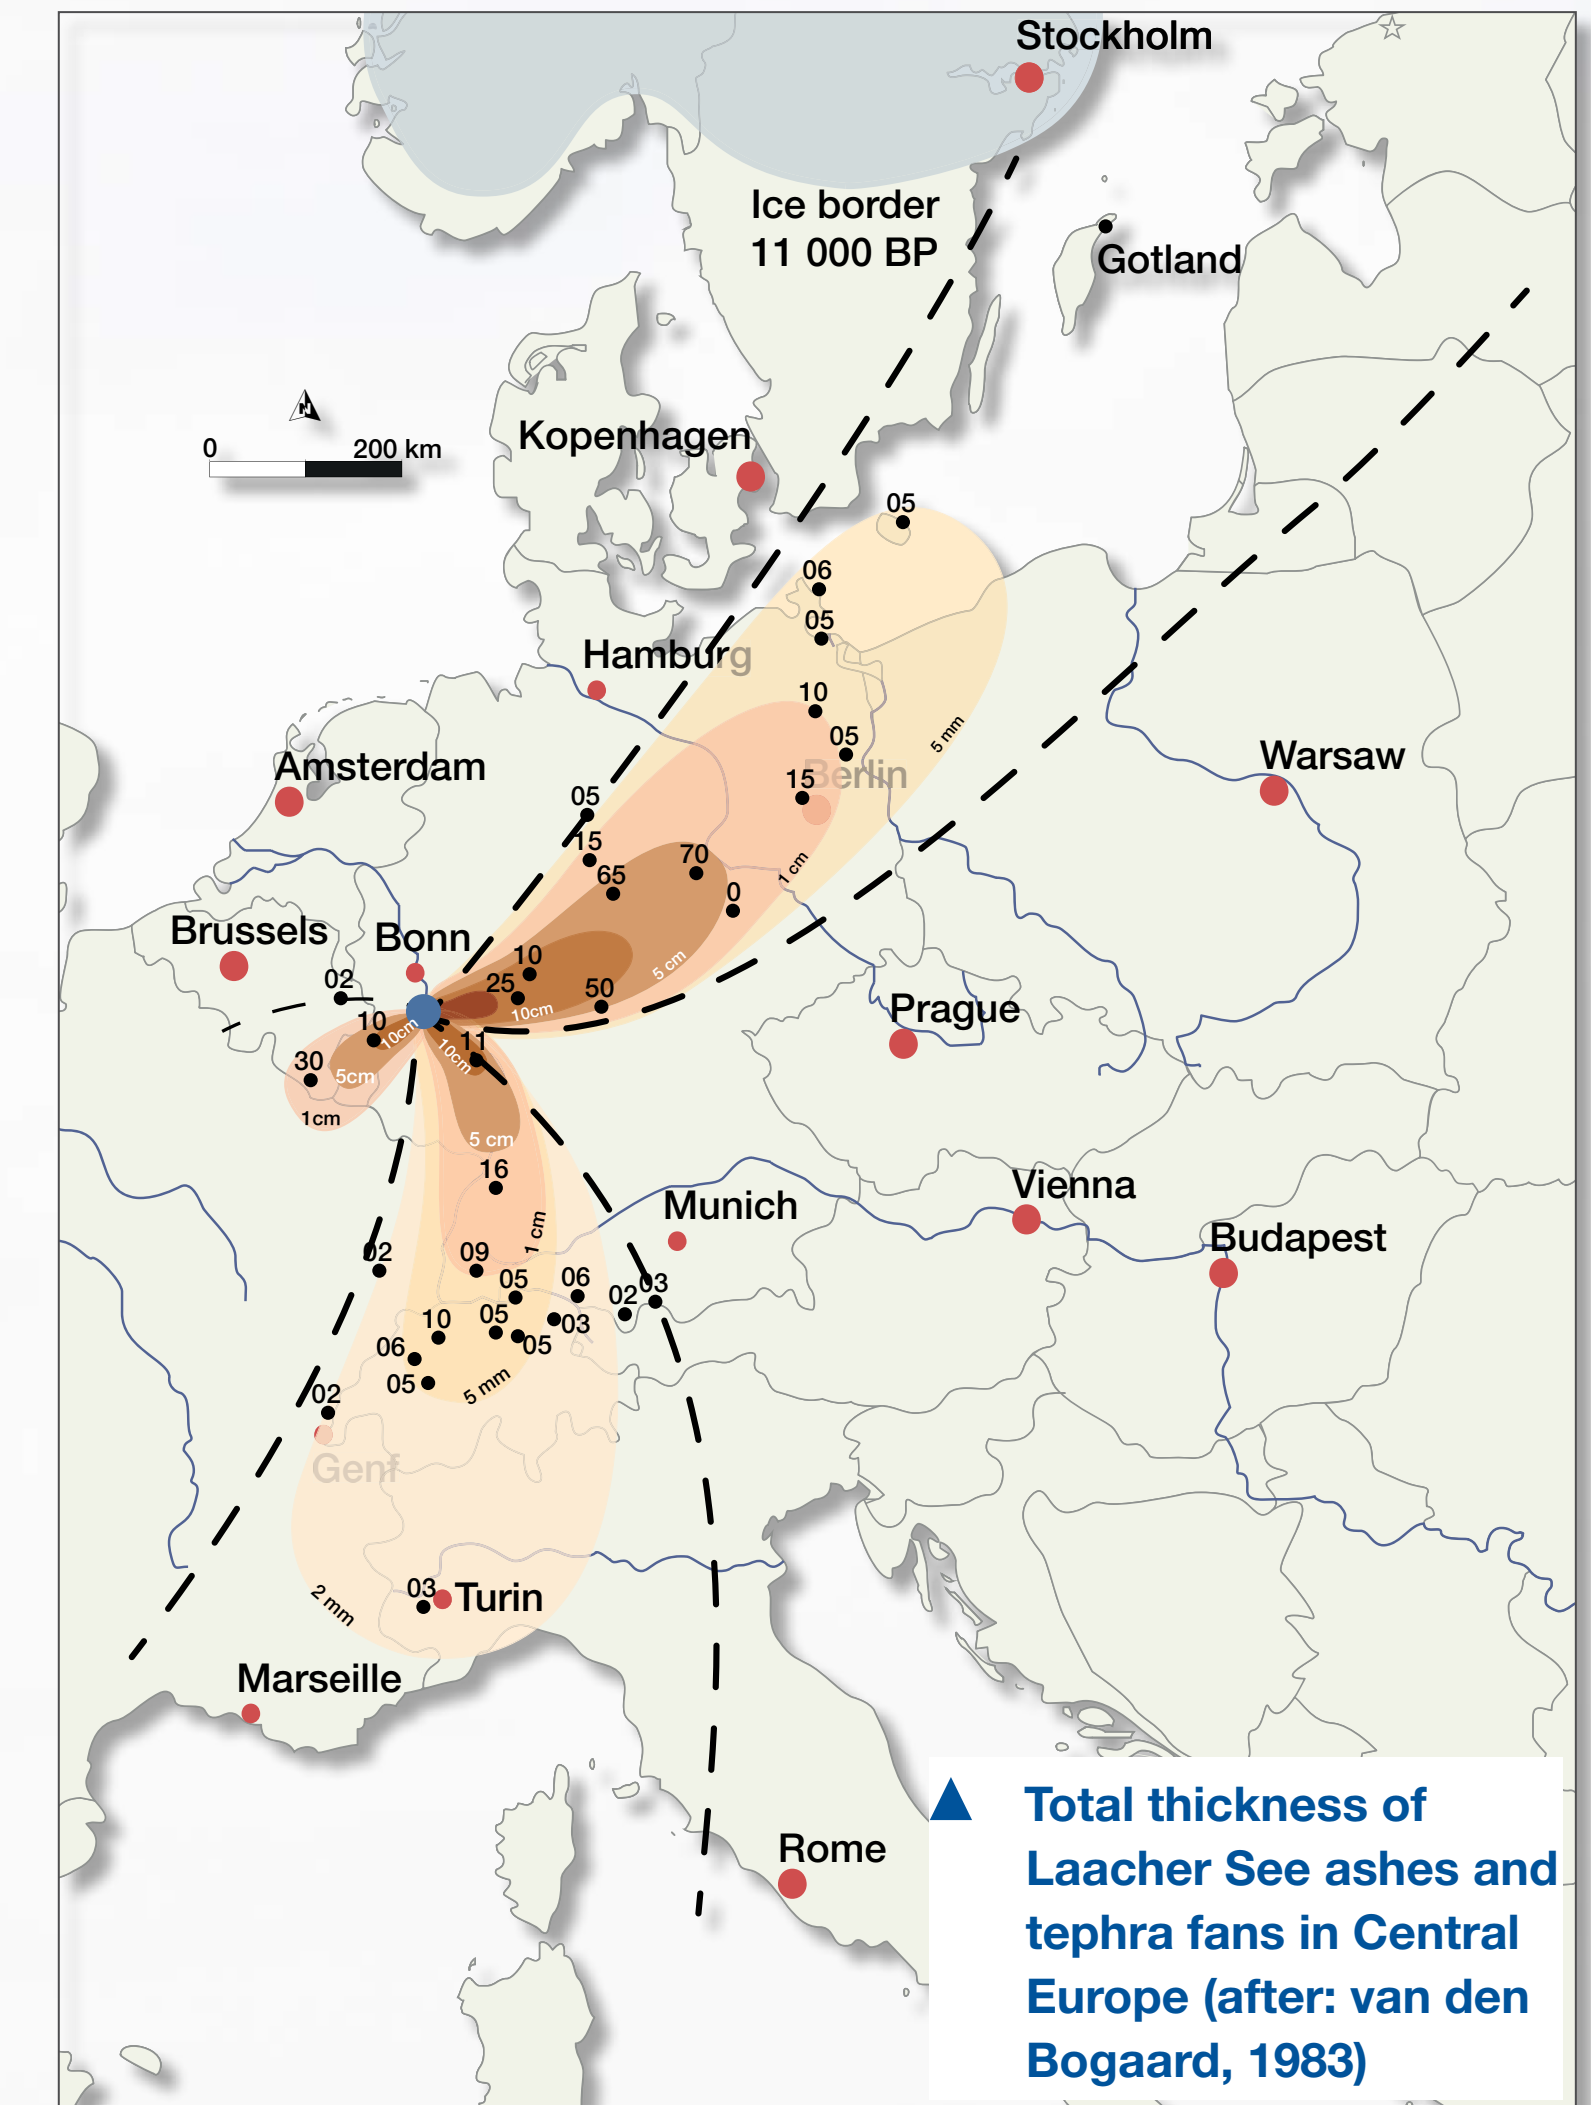 Stockholm
Ice border
11 000 BP
Gotland
N
0
200 km
Kopenhagen
05
06
05
Hamburg
10
5 mm
05
Warsaw
Amsterdam
Berlin
15
05
15
70
1 cm
65
0
Brussels
Bonn
10
5 cm
02
25
50
10cm
Prague
10
10cm
11
10cm
30
5cm
1cm
5 cm
16
Vienna
Munich
1 cm
Budapest
02
09
05
06
02
03
10
05
03
05
06
05
5 mm
02
Genf
03
Turin
2 mm
Marseille
Rome
Total thickness of
Laacher See ashes and
tephra fans in Central
Europe (after: van den
Bogaard, 1983)